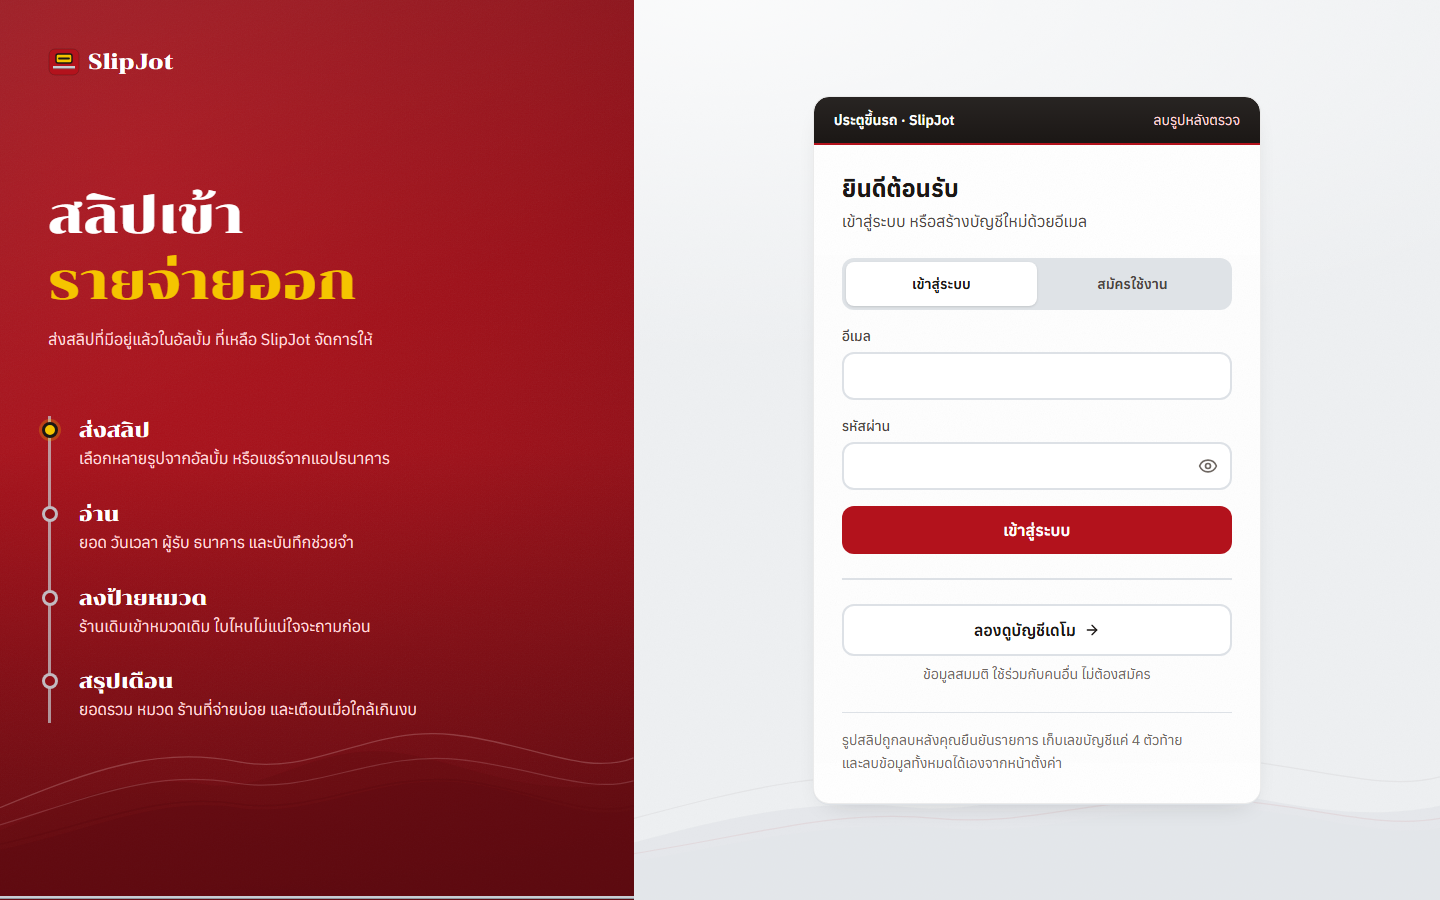 SlipJot
สลิปเข้า
รายจ่ายออก
ส่งสลิปที่มีอยู่แล้วในอัลบั้ม ที่เหลือ SlipJot จัดการให้
ส่งสลิป
เลือกหลายรูปจากอัลบั้ม หรือแชร์จากแอปธนาคาร
อ่าน
ยอด วันเวลา ผู้รับ ธนาคาร และบันทึกช่วยจำ
ลงป้ายหมวด
ร้านเดิมเข้าหมวดเดิม ใบไหนไม่แน่ใจจะถามก่อน
สรุปเดือน
ยอดรวม หมวด ร้านที่จ่ายบ่อย และเตือนเมื่อใกล้เกินงบ
ประตูขึ้นรถ · SlipJot
ลบรูปหลังตรวจ
ยินดีต้อนรับ
เข้าสู่ระบบ หรือสร้างบัญชีใหม่ด้วยอีเมล
เข้าสู่ระบบ
สมัครใช้งาน
อีเมล
รหัสผ่าน
เข้าสู่ระบบ
ลองดูบัญชีเดโม →
ข้อมูลสมมติ ใช้ร่วมกับคนอื่น ไม่ต้องสมัคร
รูปสลิปถูกลบหลังคุณยืนยันรายการ เก็บเลขบัญชีแค่ 4 ตัวท้าย
และลบข้อมูลทั้งหมดได้เองจากหน้าตั้งค่า